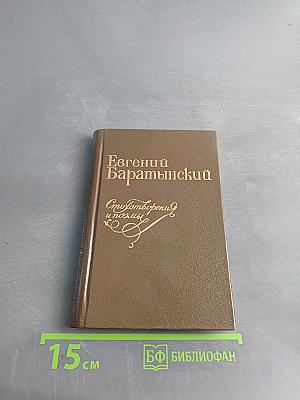 Евгений
Баратынский
Стихотворения
и поэмы
15 см
БФ БИБЛИОФАН